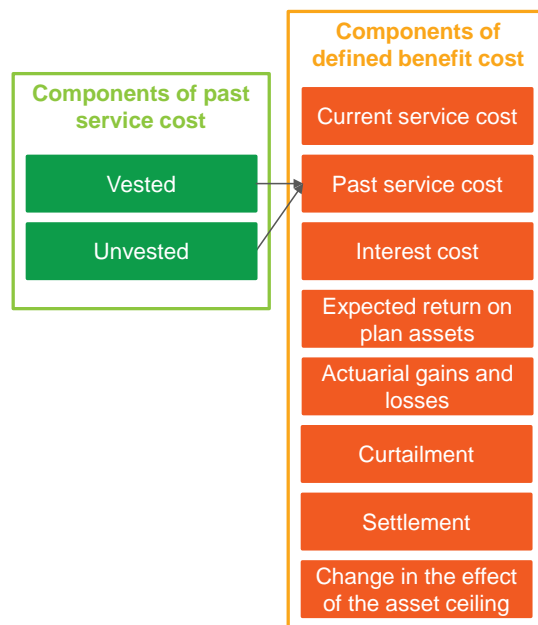 Components of past
service cost
Vested
Unvested
Components of
defined benefit cost
Current service cost
Past service cost
Interest cost
Expected return on
plan assets
Actuarial gains and
losses
Curtailment
Settlement
Change in the effect
of the asset ceiling